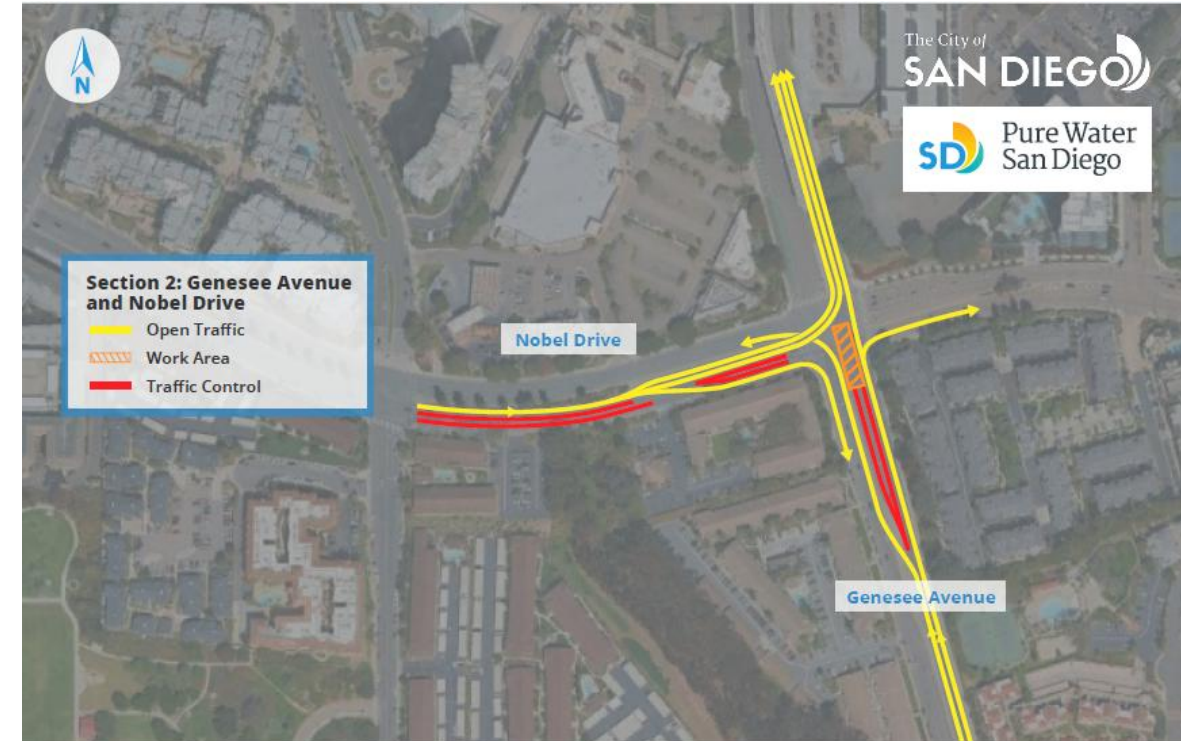 N
The City of
SAN DIEGO
SD
Pure Water
San Diego
Section 2: Genesee Avenue
and Nobel Drive
Open Traffic
Work Area
Traffic Control
Nobel Drive
Genesee Avenue